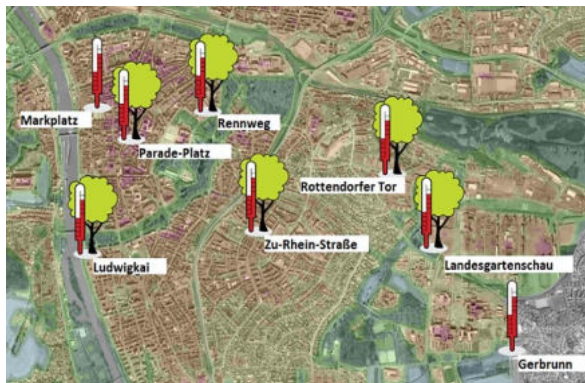 Markplatz
Rennweg
Parade-Platz
Rottendorfer Tor
Zu-Rhein-Straße
Ludwigkai
Landesgartenschau
Gerbrunn